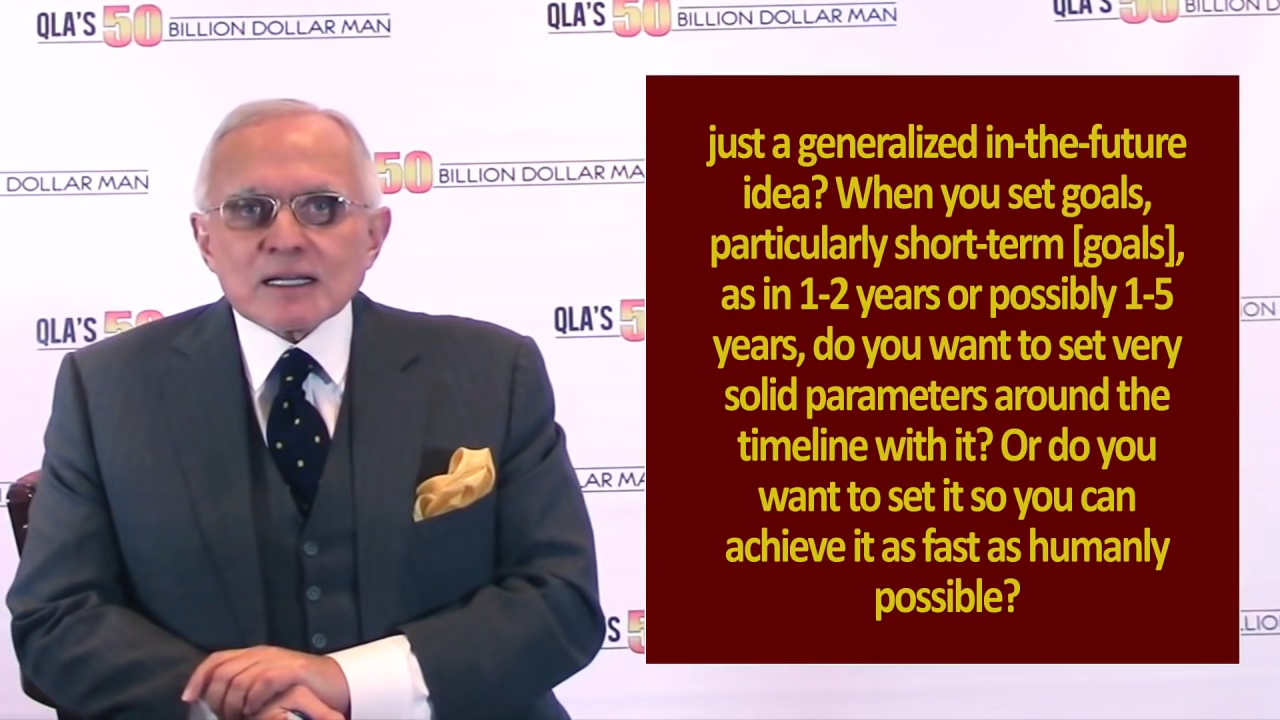 QLA'S 50 BILLION DOLLAR MAN
QLA'S 50 BILLION DOLLAR MAN
QLA'S 50 BILLION
DOLLAR MAN
50 BILLION DOLLAR
QLA'S
QLA'S
just a generalized in-the-future
idea? When you set goals,
particularly short-term [goals],
as in 1-2 years or possibly 1-5
years, do you want to set very
solid parameters around the
timeline with it? Or do you
want to set it so you can
achieve it as fast as humanly
possible?